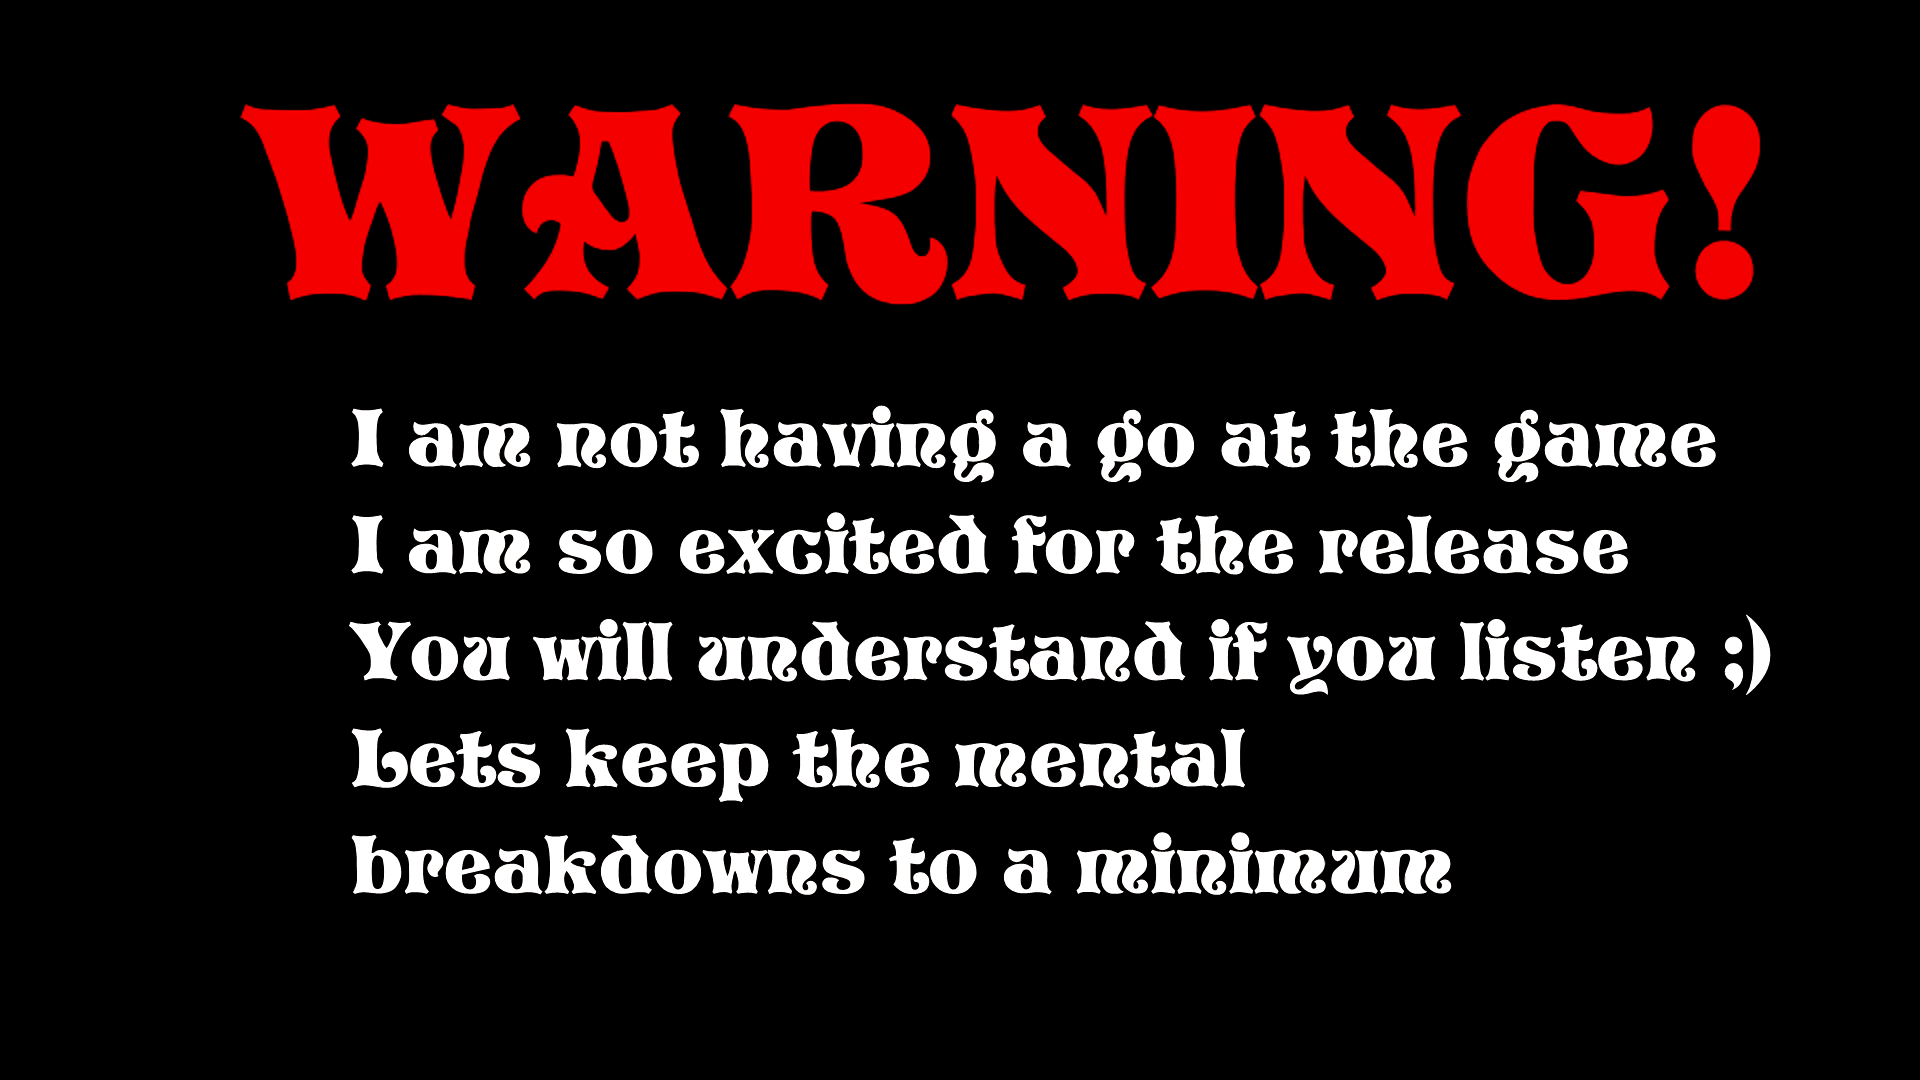 WARNING!
I am not having a go at the game
I am so excited for the release
You will understand if you listen ;)
Lets keep the mental
breakdowns to a minimum